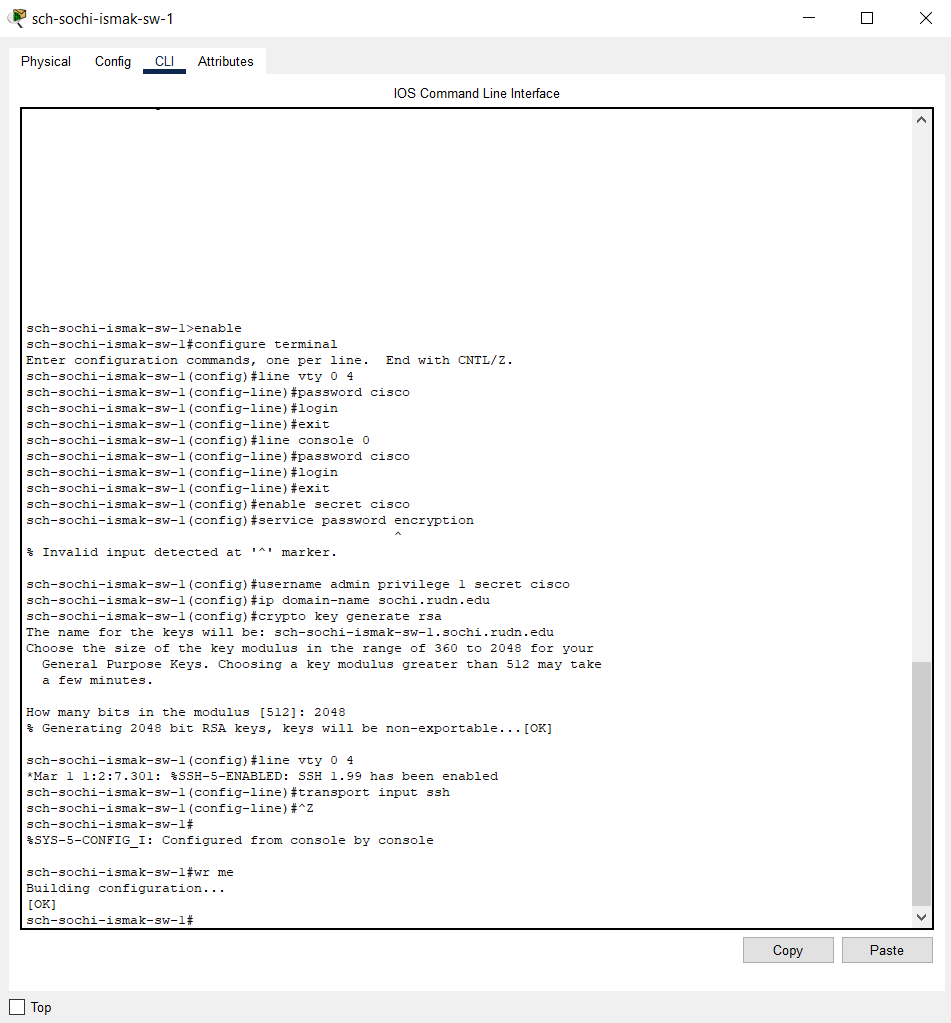 sch-sochi-ismak-sw-1
Physical Config CLI Attributes
IOS Command Line Interface
sch-sochi-ismak-sw-1>enable
sch-sochi-ismak-sw-1#configure terminal
Enter configuration commands, one per line.  End with CNTL/Z.
sch-sochi-ismak-sw-1(config)#line vty 0 4
sch-sochi-ismak-sw-1(config-line)#password cisco
sch-sochi-ismak-sw-1(config-line)#login
sch-sochi-ismak-sw-1(config-line)#exit
sch-sochi-ismak-sw-1(config)#line console 0
sch-sochi-ismak-sw-1(config-line)#password cisco
sch-sochi-ismak-sw-1(config-line)#login
sch-sochi-ismak-sw-1(config-line)#exit
sch-sochi-ismak-sw-1(config)#enable secret cisco
sch-sochi-ismak-sw-1(config)#service password encryption
^
% Invalid input detected at '^' marker.
sch-sochi-ismak-sw-1(config)#username admin privilege 1 secret cisco
sch-sochi-ismak-sw-1(config)#ip domain-name sochi.rudn.edu
sch-sochi-ismak-sw-1(config)#crypto key generate rsa
The name for the keys will be: sch-sochi-ismak-sw-1.sochi.rudn.edu
Choose the size of the key modulus in the range of 360 to 2048 for your
General Purpose Keys. Choosing a key modulus greater than 512 may take
a few minutes.
How many bits in the modulus [512]: 2048
% Generating 2048 bit RSA keys, keys will be non-exportable...[OK]
sch-sochi-ismak-sw-1(config)#line vty 0 4
*Mar 1 1:2:7.301: %SSH-5-ENABLED: SSH 1.99 has been enabled
sch-sochi-ismak-sw-1(config-line)#transport input ssh
sch-sochi-ismak-sw-1(config-line)#^Z
sch-sochi-ismak-sw-1#
%SYS-5-CONFIG_I: Configured from console by console
sch-sochi-ismak-sw-1#wr me
Building configuration...
[OK]
sch-sochi-ismak-sw-1#
Copy Paste
Top